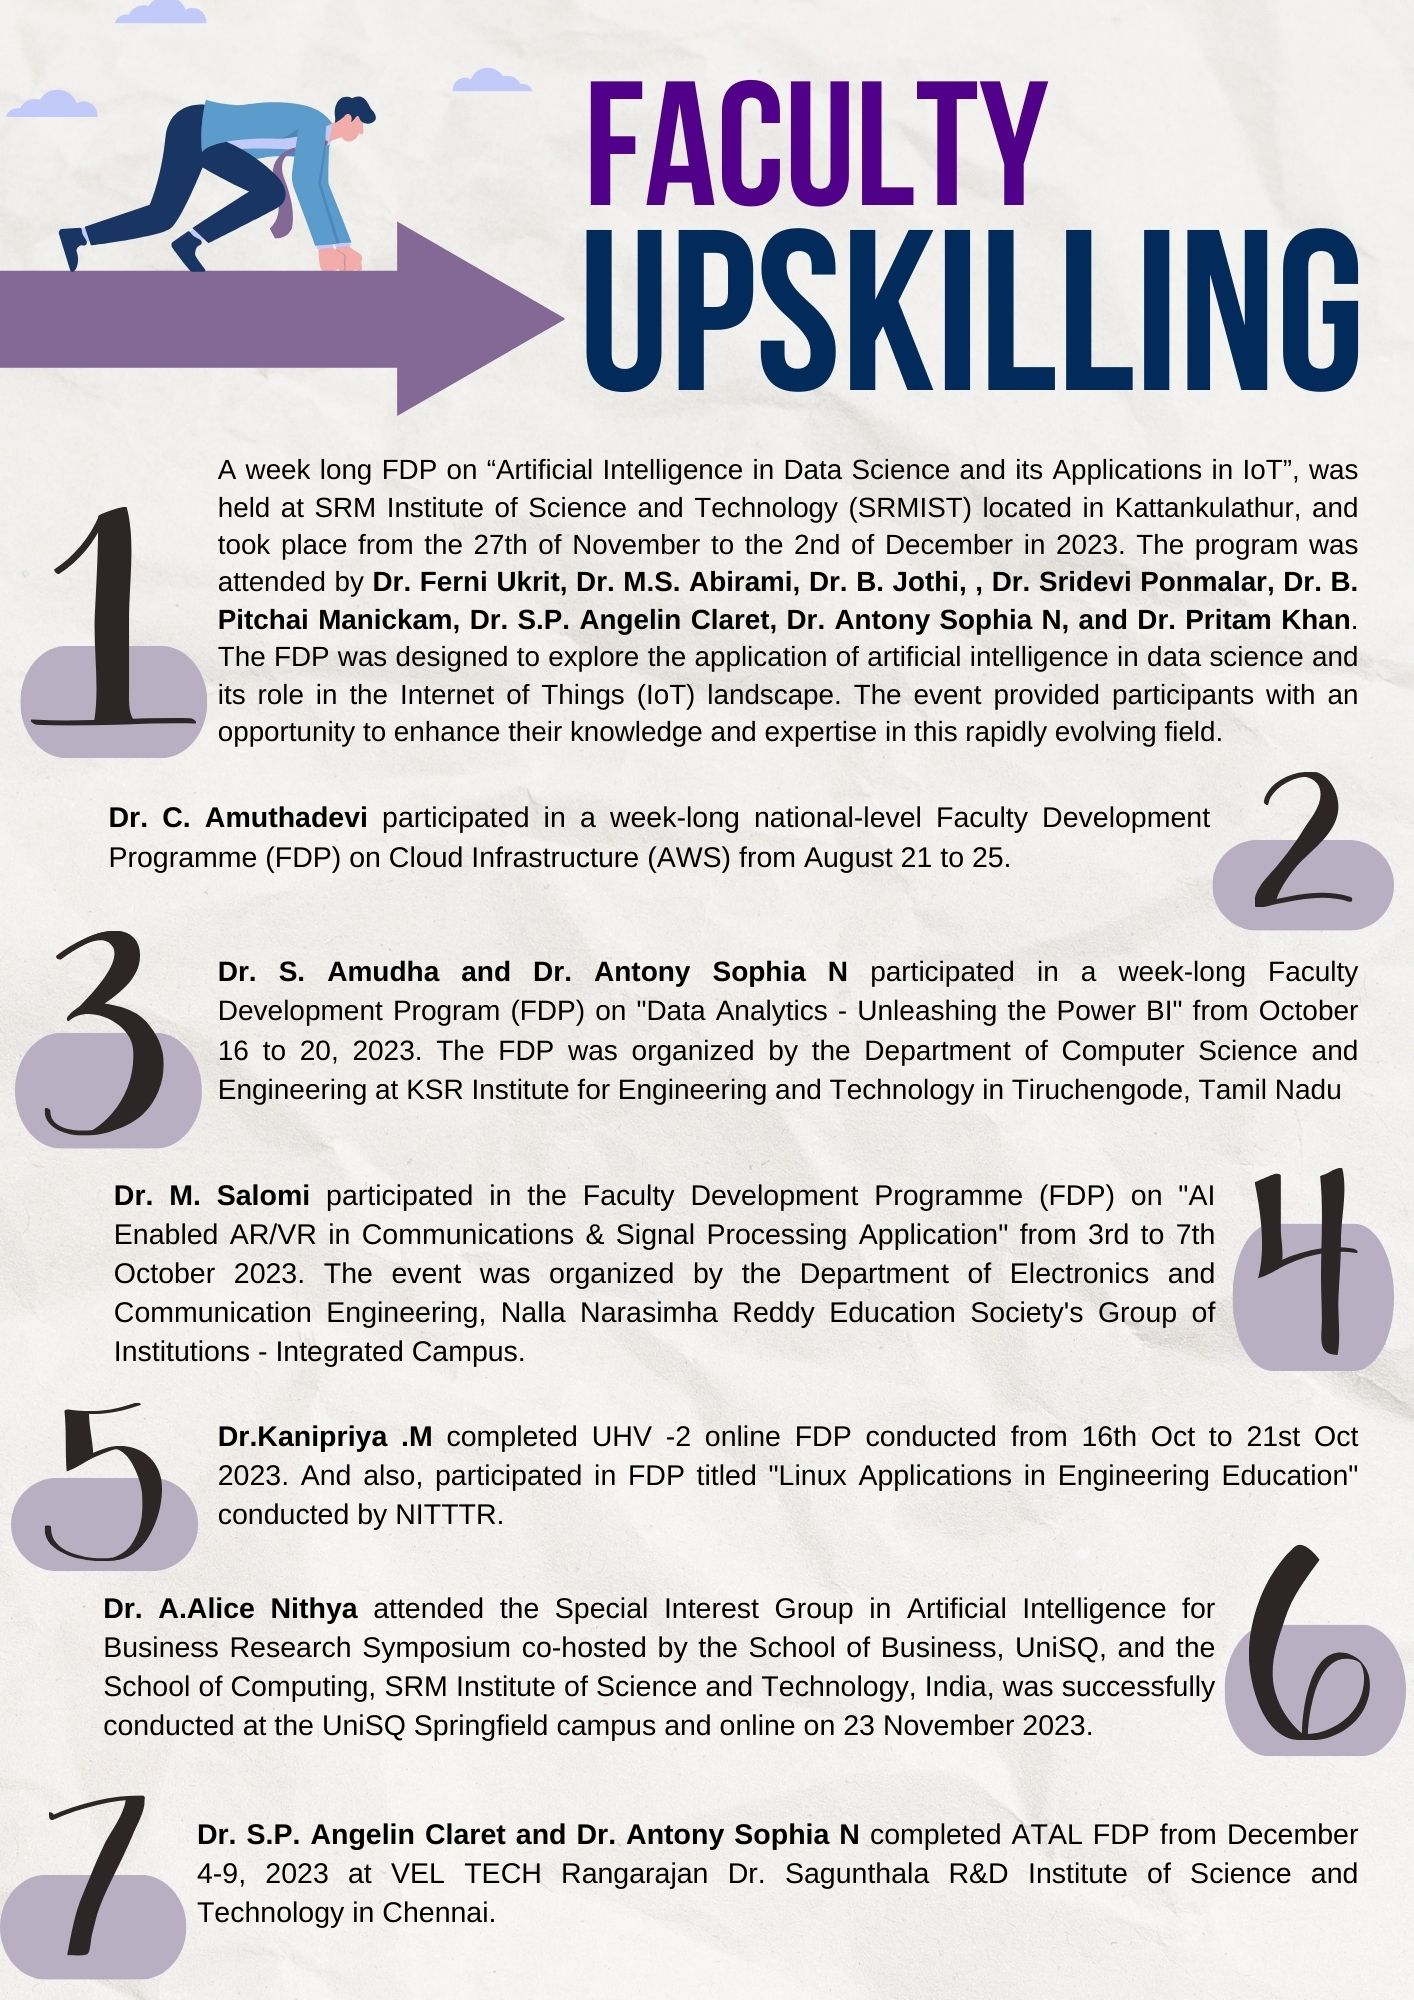 FACULTY
UPSKILLING
1
A week long FDP on “Artificial Intelligence in Data Science and its Applications in IoT”, was
held at SRM Institute of Science and Technology (SRMIST) located in Kattankulathur, and
took place from the 27th of November to the 2nd of December in 2023. The program was
attended by Dr. Ferni Ukrit, Dr. M.S. Abirami, Dr. B. Jothi, , Dr. Sridevi Ponmalar, Dr. B.
Pitchai Manickam, Dr. S.P. Angelin Claret, Dr. Antony Sophia N, and Dr. Pritam Khan.
The FDP was designed to explore the application of artificial intelligence in data science and
its role in the Internet of Things (IoT) landscape. The event provided participants with an
opportunity to enhance their knowledge and expertise in this rapidly evolving field.
2
Dr. C. Amuthadevi participated in a week-long national-level Faculty Development
Programme (FDP) on Cloud Infrastructure (AWS) from August 21 to 25.
3
Dr. S. Amudha and Dr. Antony Sophia N participated in a week-long Faculty
Development Program (FDP) on "Data Analytics - Unleashing the Power BI" from October
16 to 20, 2023. The FDP was organized by the Department of Computer Science and
Engineering at KSR Institute for Engineering and Technology in Tiruchengode, Tamil Nadu
4
Dr. M. Salomi participated in the Faculty Development Programme (FDP) on "AI
Enabled AR/VR in Communications & Signal Processing Application" from 3rd to 7th
October 2023. The event was organized by the Department of Electronics and
Communication Engineering, Nalla Narasimha Reddy Education Society's Group of
Institutions - Integrated Campus.
5
Dr.Kanipriya .M completed UHV -2 online FDP conducted from 16th Oct to 21st Oct
2023. And also, participated in FDP titled "Linux Applications in Engineering Education"
conducted by NITTTR.
6
Dr. A.Alice Nithya attended the Special Interest Group in Artificial Intelligence for
Business Research Symposium co-hosted by the School of Business, UniSQ, and the
School of Computing, SRM Institute of Science and Technology, India, was successfully
conducted at the UniSQ Springfield campus and online on 23 November 2023.
7
Dr. S.P. Angelin Claret and Dr. Antony Sophia N completed ATAL FDP from December
4-9, 2023 at VEL TECH Rangarajan Dr. Sagunthala R&D Institute of Science and
Technology in Chennai.